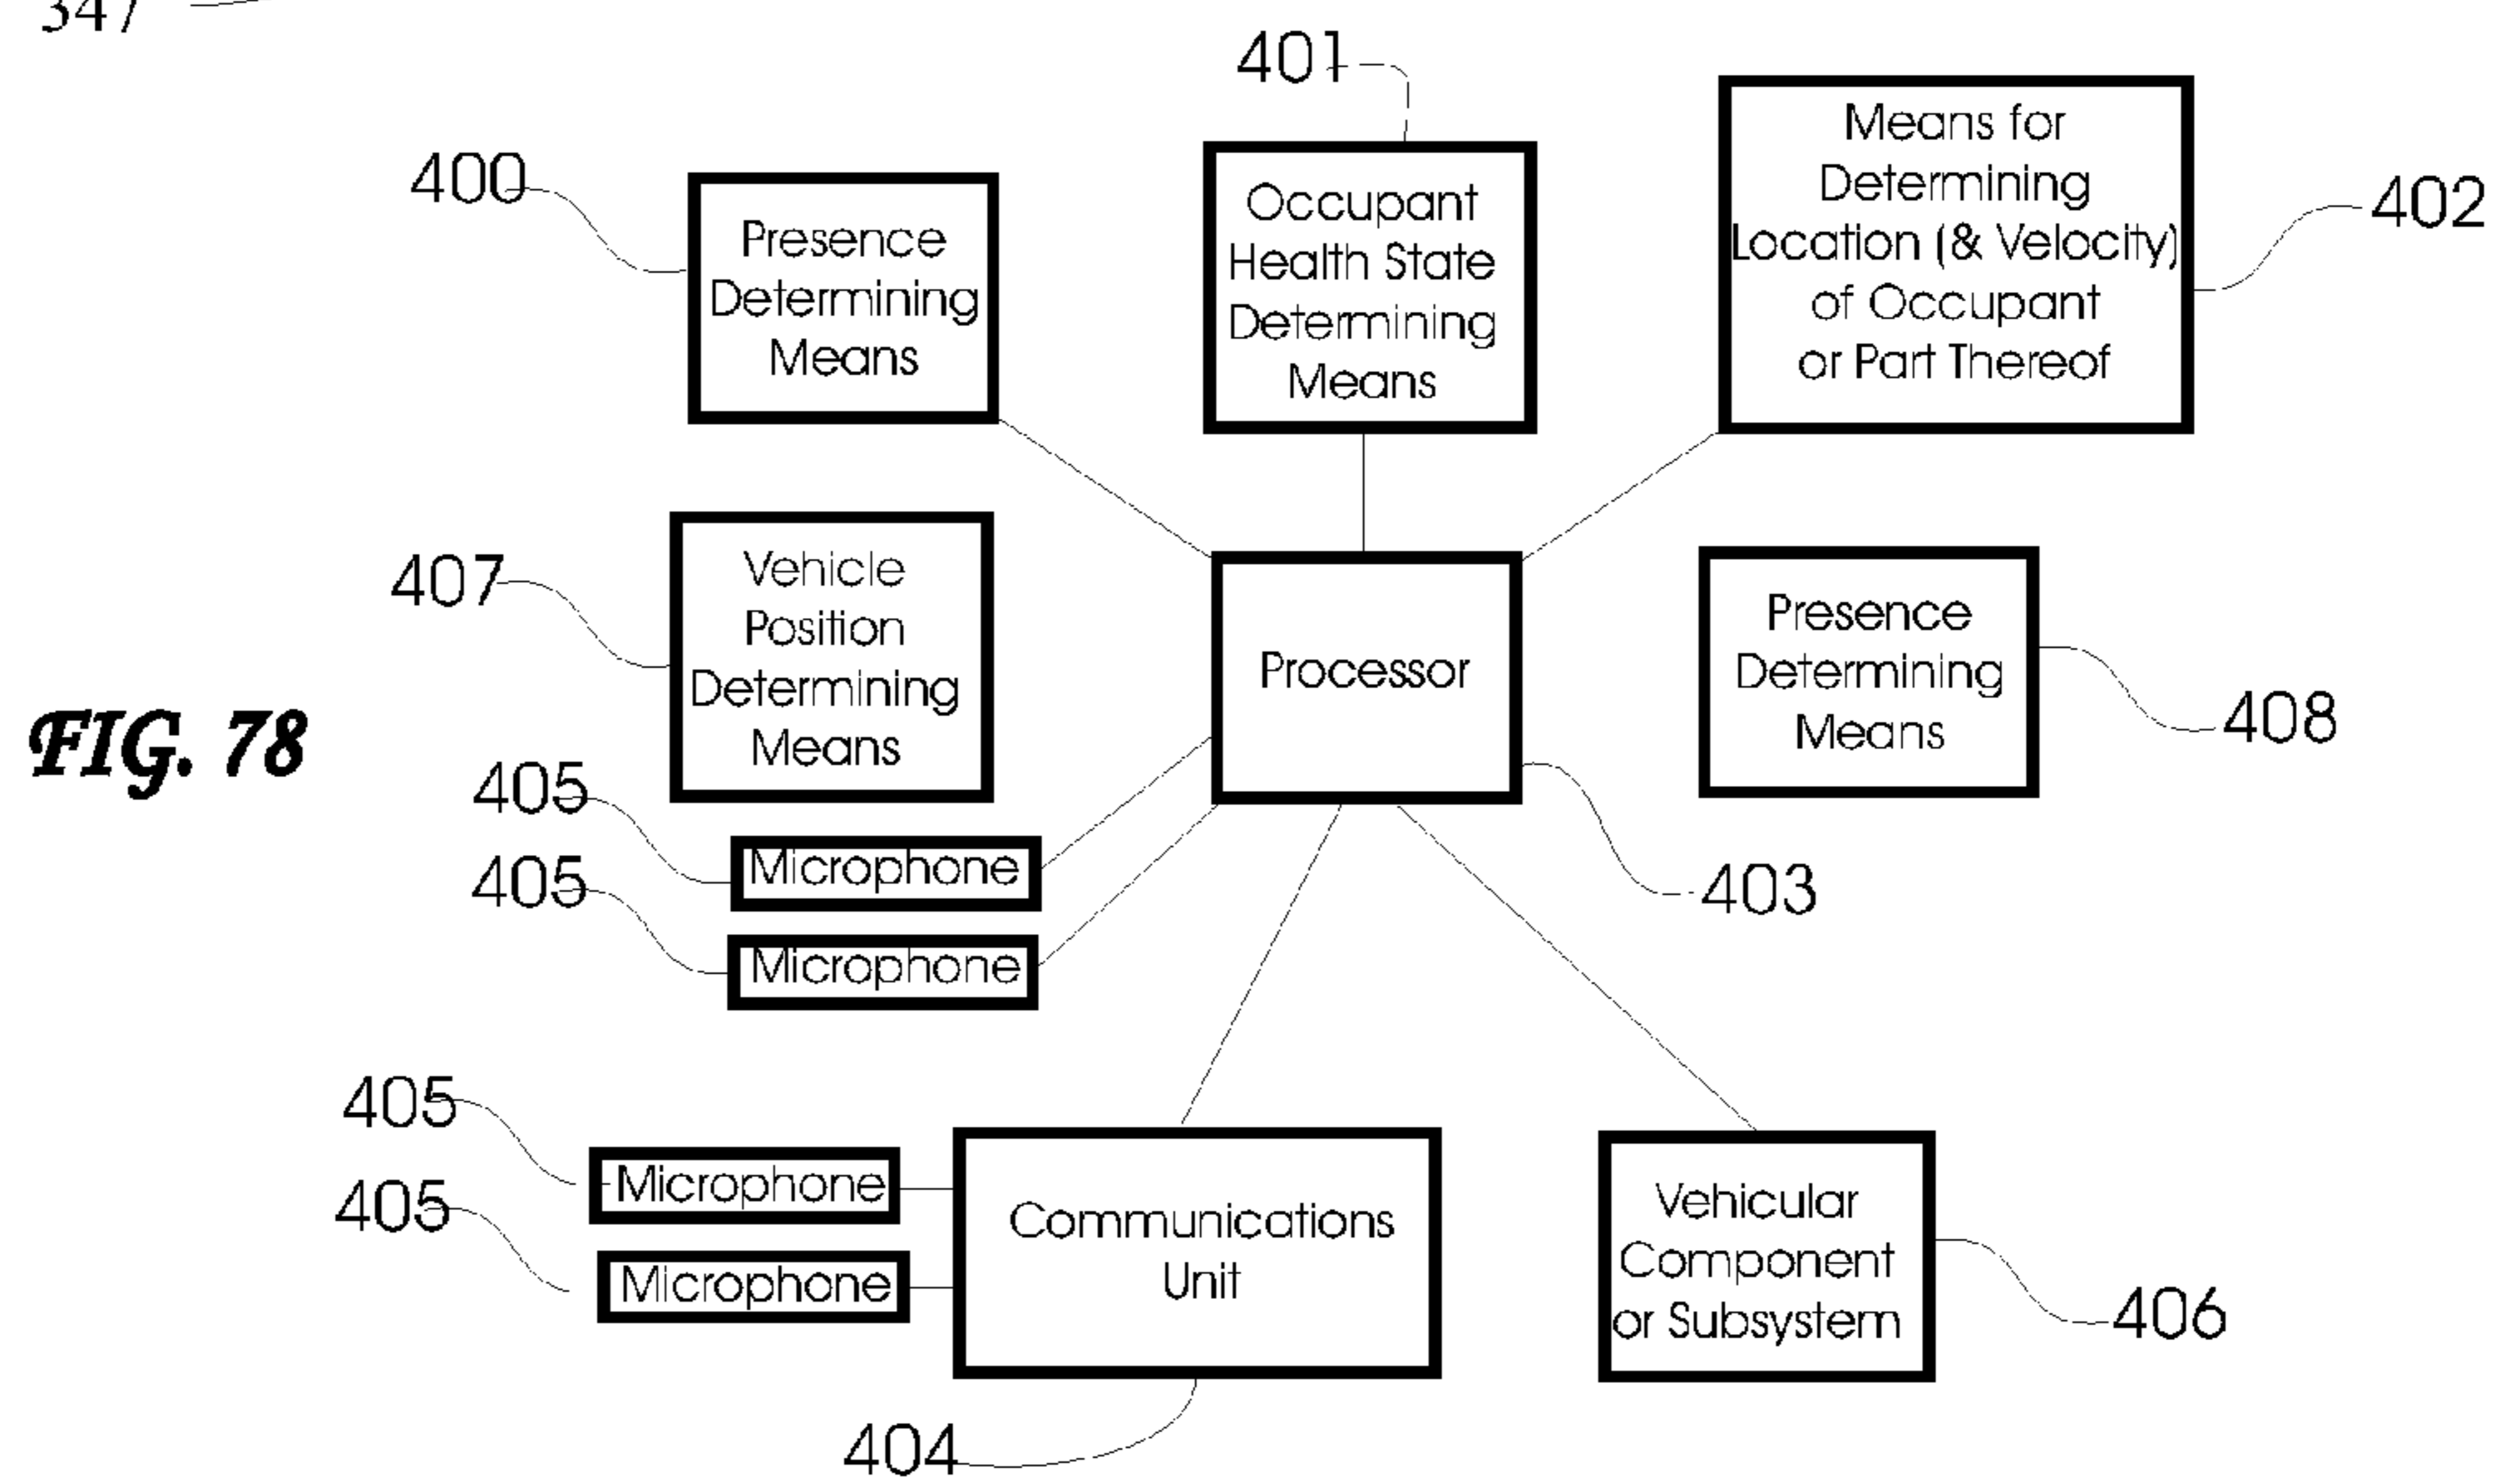 347
401
400
Presence
Determining
Means
Occupant
Health State
Determining
Means
Means for
Determining
Location (& Velocity)
of Occupant
or Part Thereof
402
407
Vehicle
Position
Determining
Means
Processor
Presence
Determining
Means
408
FIG. 78
405
Microphone
405
Microphone
403
405
Microphone
405
Microphone
Communications
Unit
Vehicular
Component
or Subsystem
406
404